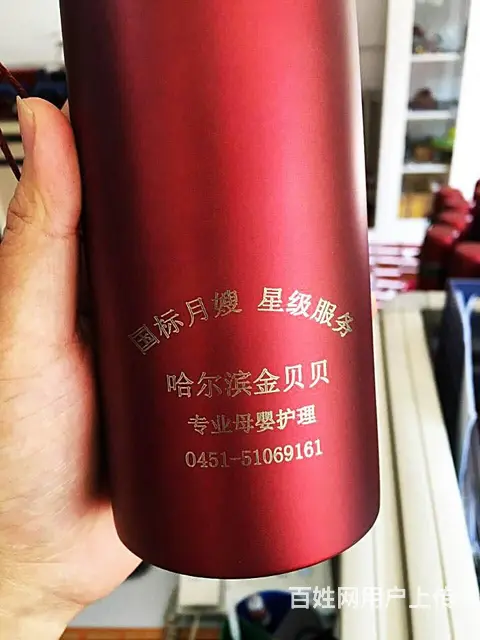 国标月嫂 星级服务
哈尔滨金贝贝
专业母婴护理
0451-51069161
百姓网用户上传